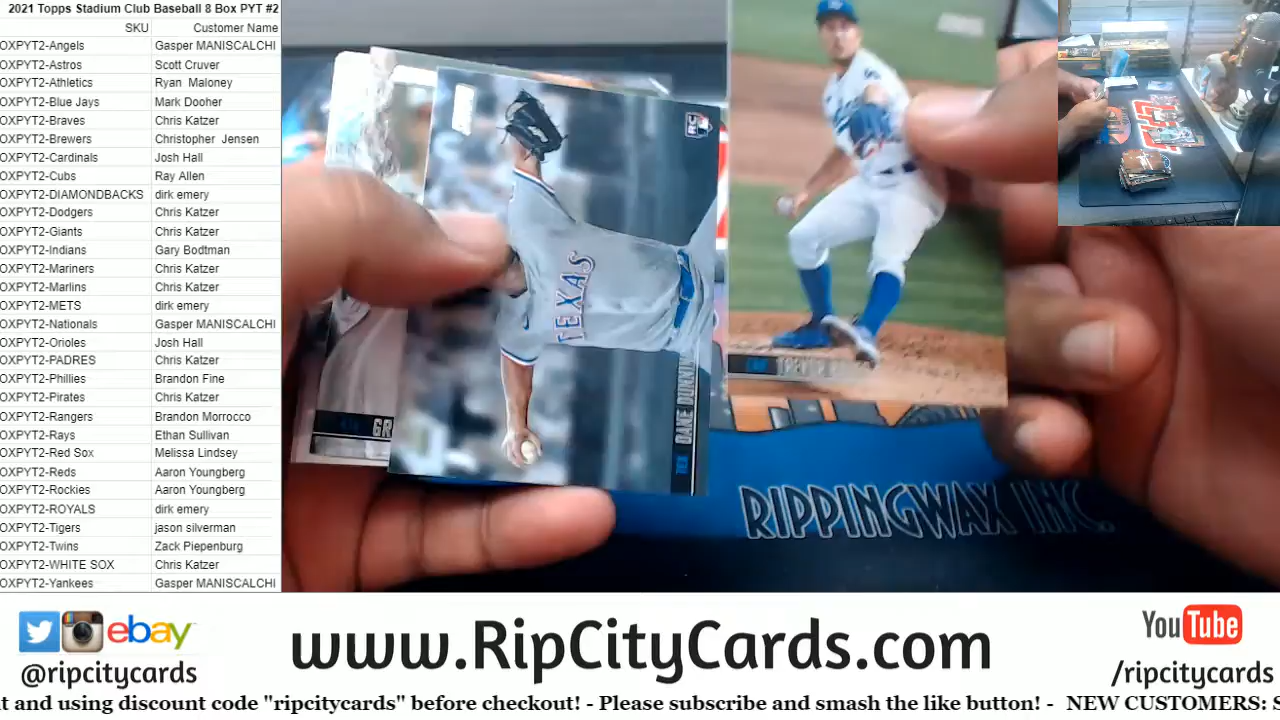 2021 Topps Stadium Club Baseball 8 Box PYT #2
SKU Customer Name
OXPYT2-Angels Gasper MANISCALCHI
OXPYT2-Astros Scott Cruver
OXPYT2-Athletics Ryan Maloney
OXPYT2-Blue Jays Mark Dooher
OXPYT2-Braves Chris Katzer
OXPYT2-Brewers Christopher Jensen
OXPYT2-Cardinals Josh Hall
OXPYT2-Cubs Ray Allen
OXPYT2-DIAMONDBACKS dirk emery
OXPYT2-Dodgers Chris Katzer
OXPYT2-Giants Chris Katzer
OXPYT2-Indians Gary Bodtman
OXPYT2-Mariners Chris Katzer
OXPYT2-Marlins Chris Katzer
OXPYT2-METS dirk emery
OXPYT2-Nationals Gasper MANISCALCHI
OXPYT2-Orioles Josh Hall
OXPYT2-PADRES Chris Katzer
OXPYT2-Phillies Brandon Fine
OXPYT2-Pirates Chris Katzer
OXPYT2-Rangers Brandon Morrocco
OXPYT2-Rays Ethan Sullivan
OXPYT2-Red Sox Melissa Lindsey
OXPYT2-Reds Aaron Youngberg
OXPYT2-Rockies Aaron Youngberg
OXPYT2-ROYALS dirk emery
OXPYT2-Tigers jason silverman
OXPYT2-Twins Zack Piepenburg
OXPYT2-WHITE SOX Chris Katzer
OXPYT2-Yankees Gasper MANISCALCHI
RC
TEXAS
TEX DANE
GR
RIPPINGWAX INC.
ebay
@ripcitycards
www.RipCityCards.com
YouTube
/ripcitycards
t and using discount code "ripcitycards" before checkout! - Please subscribe and smash the like button! - NEW CUSTOMERS: S